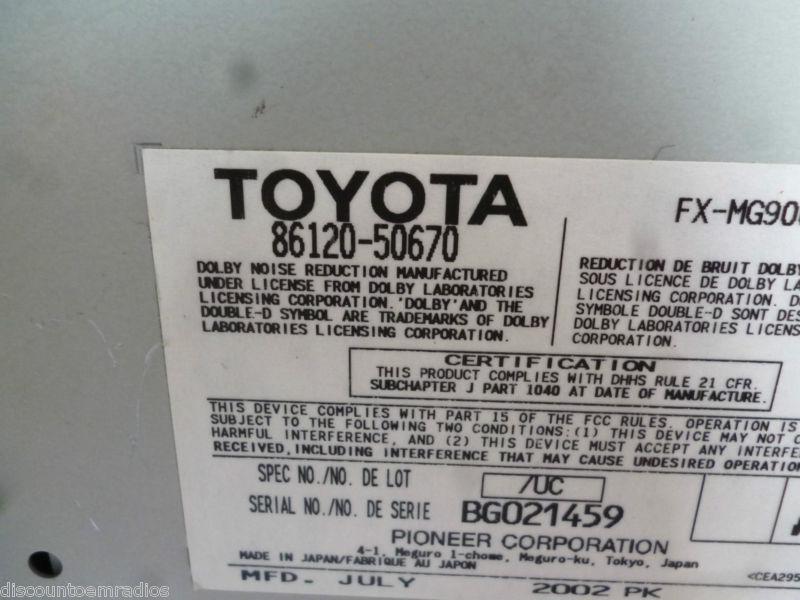 TOYOTA
86120-50670
DOLBY NOISE REDUCTION MANUFACTURED
UNDER LICENSE FROM DOLBY LABORATORIES
LICENSING CORPORATION. 'DOLBY' AND THE
DOUBLE-D SYMBOL ARE TRADEMARKS OF DOLBY
LABORATORIES LICENSING CORPORATION.
FX-MG90
REDUCTION DE BRUIT DOLBY
SOUS LICENCE DE DOLBY LA
LICENSING CORPORATION. D
SYMBOLE DOUBLE-D SONT DES
DOLBY LABORATORIES LICENS
CORPORATION.
CERTIFICATION
THIS PRODUCT COMPLIES WITH DHHS RULE 21 CFR.
SUBCHAPTER J PART 1040 AT DATE OF MANUFACTURE.
THIS DEVICE COMPLIES WITH PART 15 OF THE FCC RULES. OPERATION IS
SUBJECT TO THE FOLLOWING TWO CONDITIONS:(1) THIS DEVICE MAY NOT C
HARMFUL INTERFERENCE, AND (2) THIS DEVICE MUST ACCEPT ANY INTERFE
RECEIVED, INCLUDING INTERFERENCE THAT MAY CAUSE UNDESIRED OPERATION
SPEC NO./NO. DE LOT /UC
SERIAL NO./NO. DE SERIE BG021459
PIONEER CORPORATION
4-1, Meguro 1-chome, Meguro-ku, Tokyo, Japan
MADE IN JAPAN/FABRIQUE AU JAPON
<CEA295
MFD. JULY 2002 PK
discountoemradios